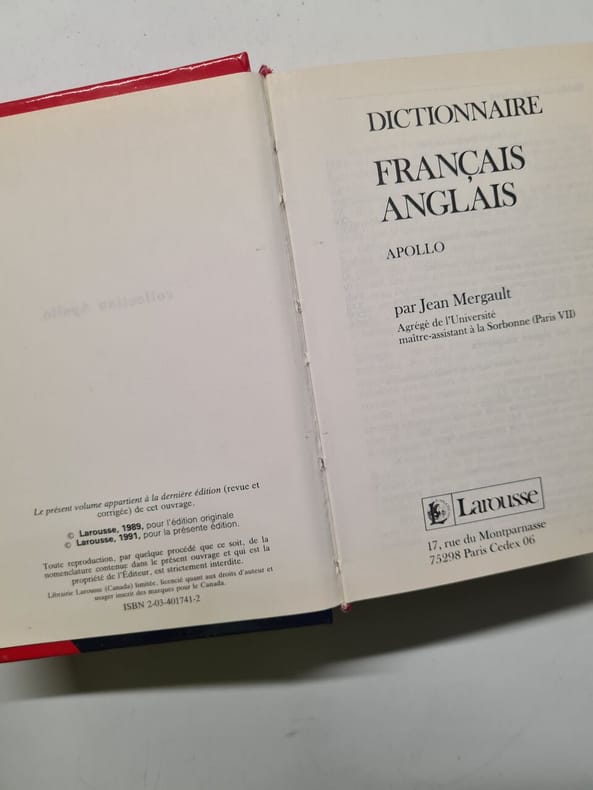 Le présent volume appartient à la dernière édition (revue et
corrigée) de cet ouvrage.
© Larousse, 1989, pour l'édition originale
© Larousse, 1991, pour la présente édition.
Toute reproduction, par quelque procédé que ce soit, de la
nomenclature contenue dans le présent ouvrage et qui est la
propriété de l'Éditeur, est strictement interdite.
Librairie Larousse (Canada) limitée, licencié quant aux droits d'auteur et
usager inscrit des marques pour le Canada.
ISBN 2-03-401741-2
DICTIONNAIRE
FRANÇAIS
ANGLAIS
APOLLO
par Jean Mergault
Agrégé de l'Université
maître-assistant à la Sorbonne (Paris VII)
Larousse
17, rue du Montparnasse
75298 Paris Cedex 06